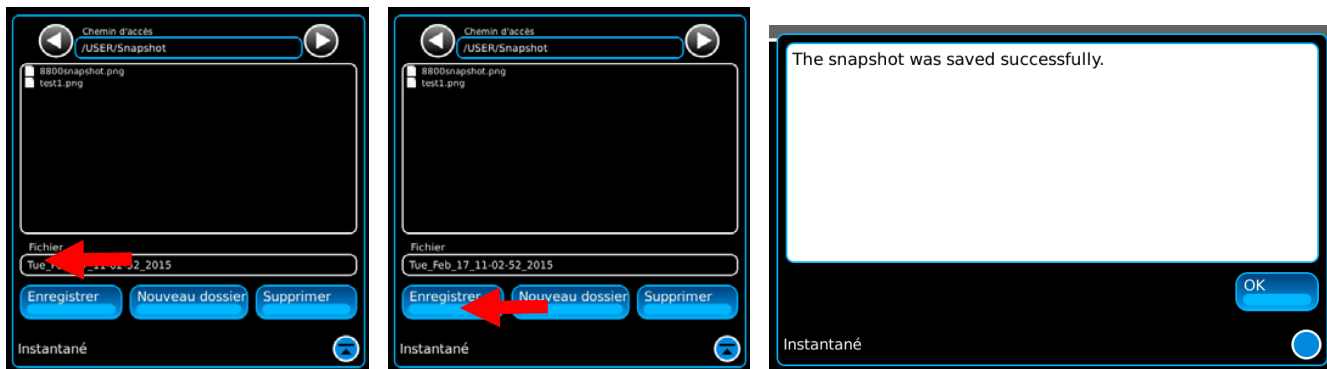 Chemin d'accès
/USER/Snapshot
8800snapshot.png
test1.png
Fichier
Enregistrer
Nouveau dossier
Supprimer
Instantané
Chemin d'accès
/USER/Snapshot
8800snapshot.png
test1.png
Fichier
Tue_Feb_17_11-02-52_2015
Enregistrer
Nouveau dossier
Supprimer
Instantané
The snapshot was saved successfully.
OK
Instantané